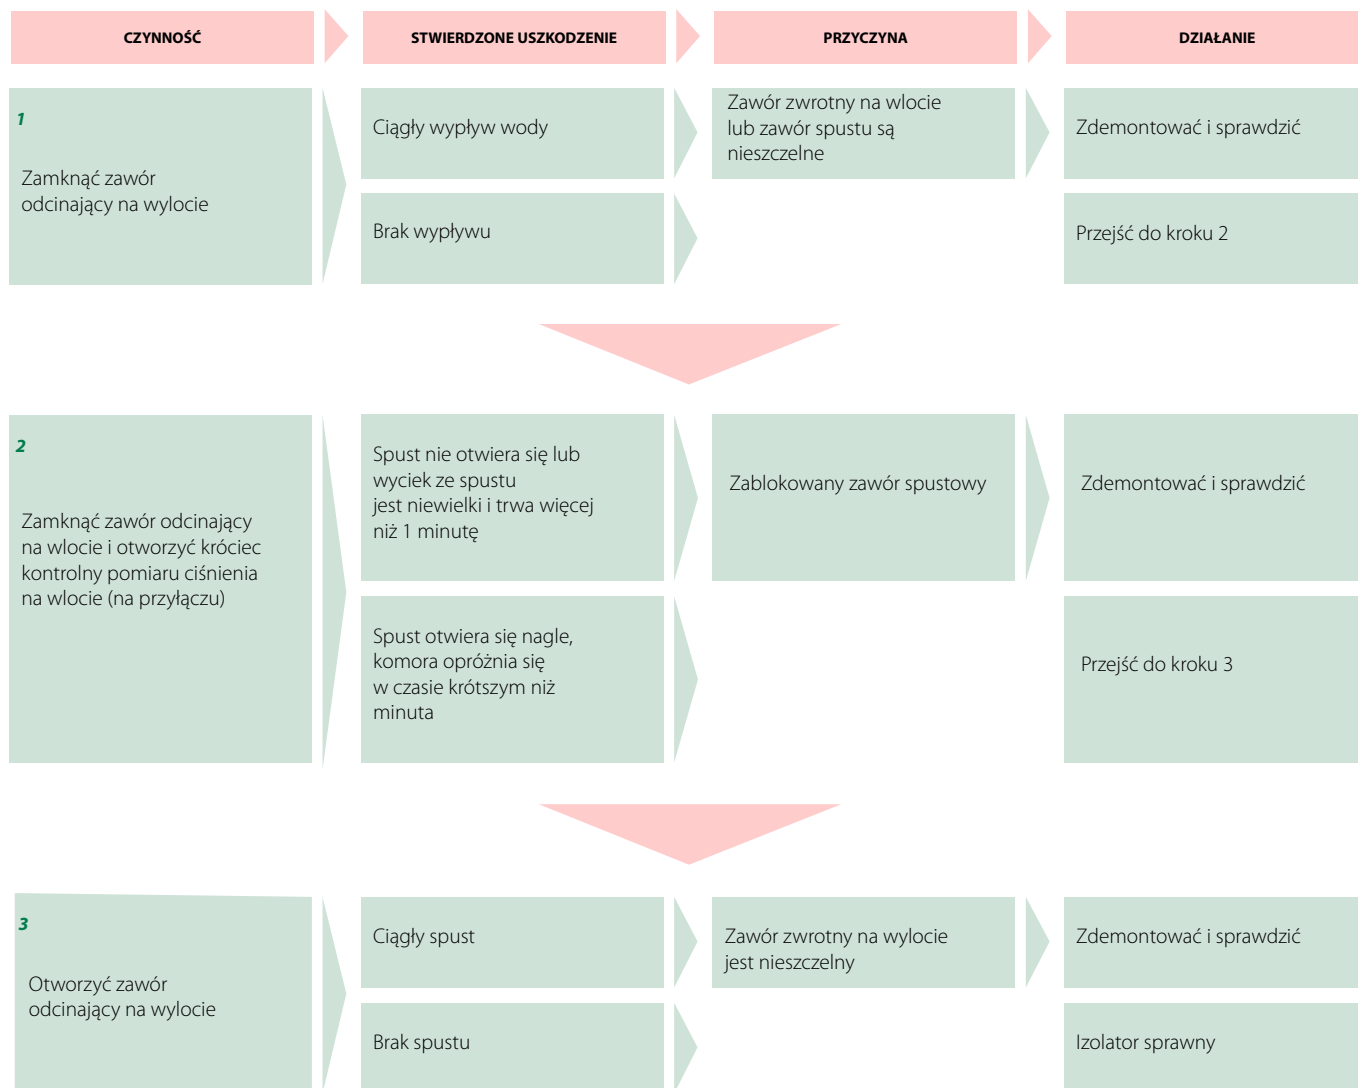 CZYNNOŚĆ
STWIERDZONE USZKODZENIE
PRZYCZYNA
DZIAŁANIE
1
Zamknąć zawór
odcinający na wylocie
Ciągły wypływ wody
Zawór zwrotny na wlocie
lub zawór spustu są
nieszczelne
Zdemontować i sprawdzić
Brak wypływu
Przejść do kroku 2
2
Zamknąć zawór odcinający
na wlocie i otworzyć króciec
kontrolny pomiaru ciśnienia
na wlocie (na przyłączu)
Spust nie otwiera się lub
wyciek ze spustu
jest niewielki i trwa więcej
niż 1 minutę
Zablokowany zawór spustowy
Zdemontować i sprawdzić
Spust otwiera się nagle,
komora opróżnia się
w czasie krótszym niż
minuta
Przejść do kroku 3
3
Otworzyć zawór
odcinający na wylocie
Ciągły spust
Zawór zwrotny na wylocie
jest nieszczelny
Zdemontować i sprawdzić
Brak spustu
Izolator sprawny